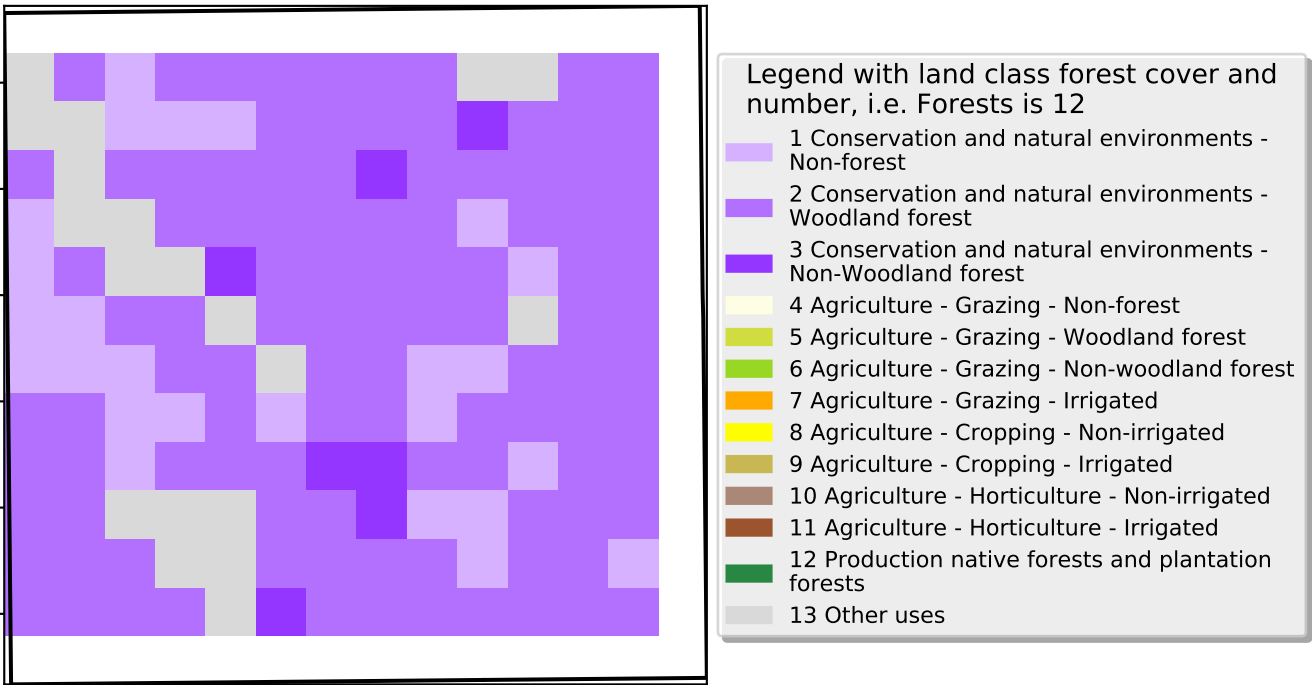 Legend with land class forest cover and
number, i.e. Forests is 12
1 Conservation and natural environments -
Non-forest
2 Conservation and natural environments -
Woodland forest
3 Conservation and natural environments -
Non-Woodland forest
4 Agriculture - Grazing - Non-forest
5 Agriculture - Grazing - Woodland forest
6 Agriculture - Grazing - Non-woodland forest
7 Agriculture - Grazing - Irrigated
8 Agriculture - Cropping - Non-irrigated
9 Agriculture - Cropping - Irrigated
10 Agriculture - Horticulture - Non-irrigated
11 Agriculture - Horticulture - Irrigated
12 Production native forests and plantation
forests
13 Other uses